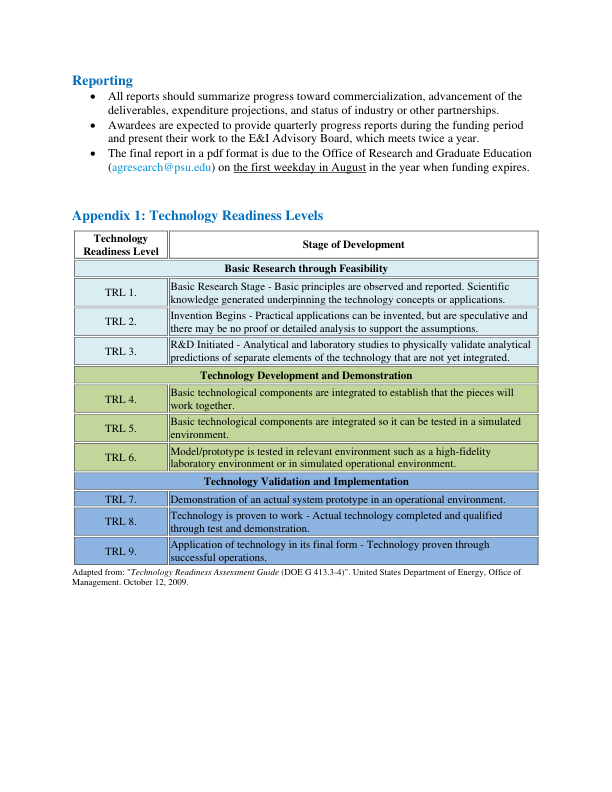 Reporting
• All reports should summarize progress toward commercialization, advancement of the
deliverables, expenditure projections, and status of industry or other partnerships.
• Awardees are expected to provide quarterly progress reports during the funding period
and present their work to the E&I Advisory Board, which meets twice a year.
• The final report in a pdf format is due to the Office of Research and Graduate Education
(agresearch@psu.edu) on the first weekday in August in the year when funding expires.
Appendix 1: Technology Readiness Levels
Technology
Readiness Level
Stage of Development
Basic Research through Feasibility
TRL 1.
Basic Research Stage - Basic principles are observed and reported. Scientific
knowledge generated underpinning the technology concepts or applications.
TRL 2.
Invention Begins - Practical applications can be invented, but are speculative and
there may be no proof or detailed analysis to support the assumptions.
TRL 3.
R&D Initiated - Analytical and laboratory studies to physically validate analytical
predictions of separate elements of the technology that are not yet integrated.
Technology Development and Demonstration
TRL 4.
Basic technological components are integrated to establish that the pieces will
work together.
TRL 5.
Basic technological components are integrated so it can be tested in a simulated
environment.
TRL 6.
Model/prototype is tested in relevant environment such as a high-fidelity
laboratory environment or in simulated operational environment.
Technology Validation and Implementation
TRL 7.
Demonstration of an actual system prototype in an operational environment.
TRL 8.
Technology is proven to work - Actual technology completed and qualified
through test and demonstration.
TRL 9.
Application of technology in its final form - Technology proven through
successful operations.
Adapted from: "Technology Readiness Assessment Guide (DOE G 413.3-4)". United States Department of Energy, Office of
Management. October 12, 2009.